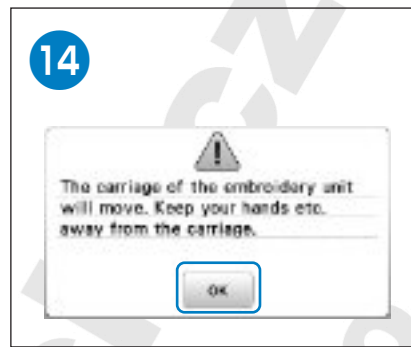 14
The carriage of the embroidery unit
will move. Keep your hands etc.
away from the carriage.
OK